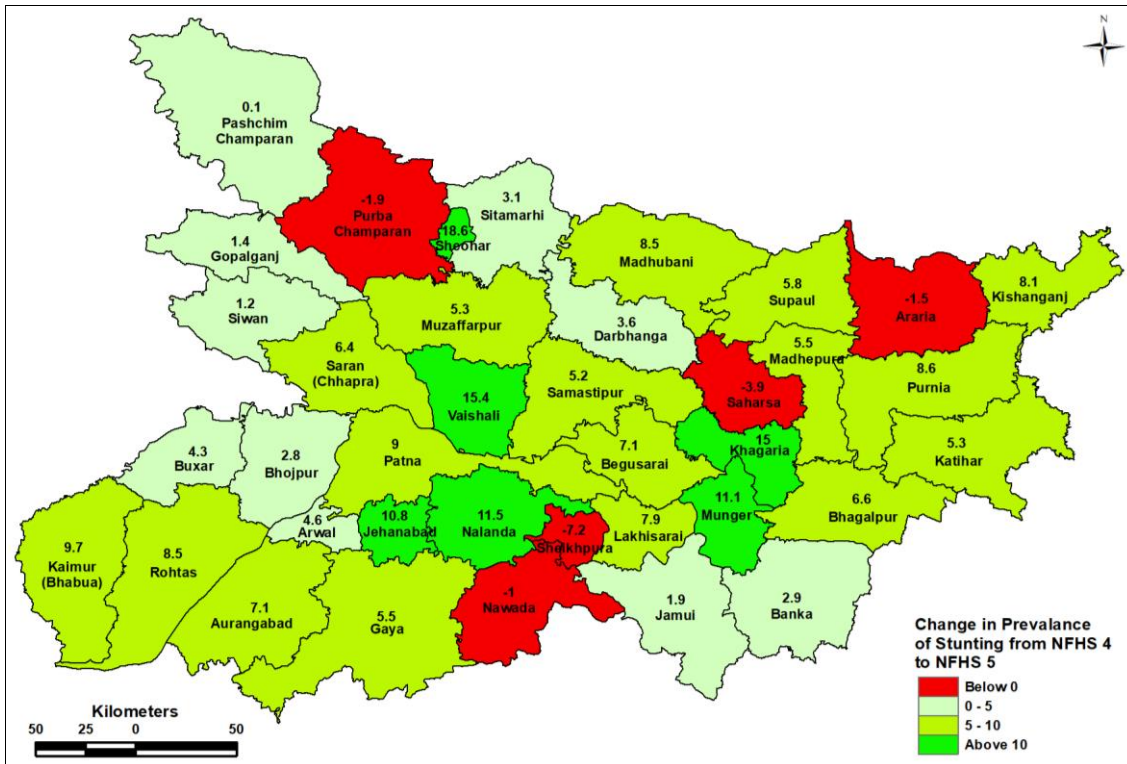 N
0.1
Pashchim
Champaran
-1.9
Purba
Champaran
3.1
Sitamarhi
18.6
Sheohar
1.4
Gopalganj
8.5
Madhubani
5.8
Supaul
-1.5
Araria
8.1
Kishanganj
1.2
Siwan
5.3
Muzaffarpur
3.6
Darbhanga
5.5
Madhepura
6.4
Saran
(Chhapra)
15.4
Vaishali
5.2
Samastipur
-3.9
Saharsa
8.6
Purnia
4.3
Buxar
2.8
Bhojpur
9
Patna
7.1
Begusarai
15
Khagaria
5.3
Katihar
4.6
Arwal
10.8
Jehanabad
11.5
Nalanda
-7.2
Sheikhpura
7.9
Lakhisarai
11.1
Munger
6.6
Bhagalpur
9.7
Kaimur
(Bhabua)
8.5
Rohtas
7.1
Aurangabad
5.5
Gaya
-1
Nawada
1.9
Jamui
2.9
Banka
Change in Prevalance
of Stunting from NFHS 4
to NFHS 5
Below 0
0 - 5
5 - 10
Above 10
Kilometers
50 25 0 50